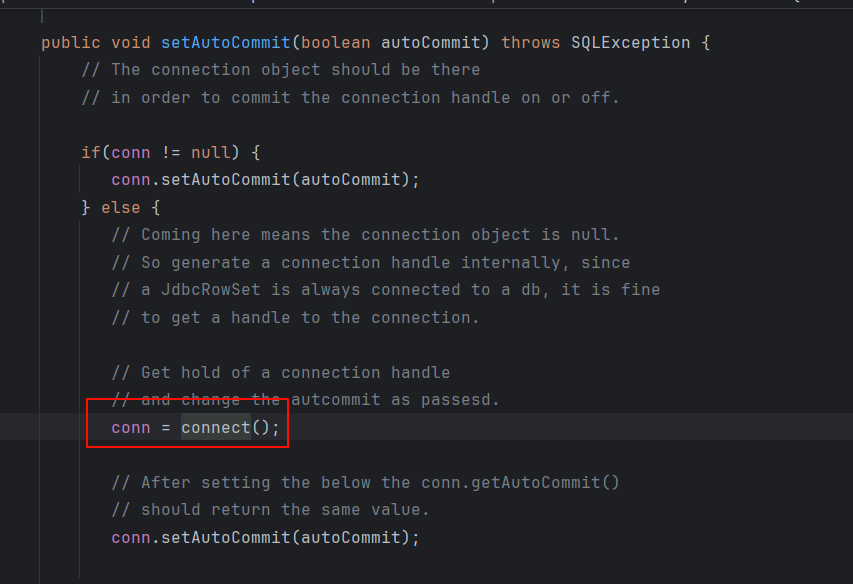 public void setAutoCommit(boolean autoCommit) throws SQLException {
// The connection object should be there
// in order to commit the connection handle on or off.
if(conn != null) {
conn.setAutoCommit(autoCommit);
} else {
// Coming here means the connection object is null.
// So generate a connection handle internally, since
// a JdbcRowSet is always connected to a db, it is fine
// to get a handle to the connection.
// Get hold of a connection handle
// and change the autcommit as passesd.
conn = connect();
// After setting the below the conn.getAutoCommit()
// should return the same value.
conn.setAutoCommit(autoCommit);